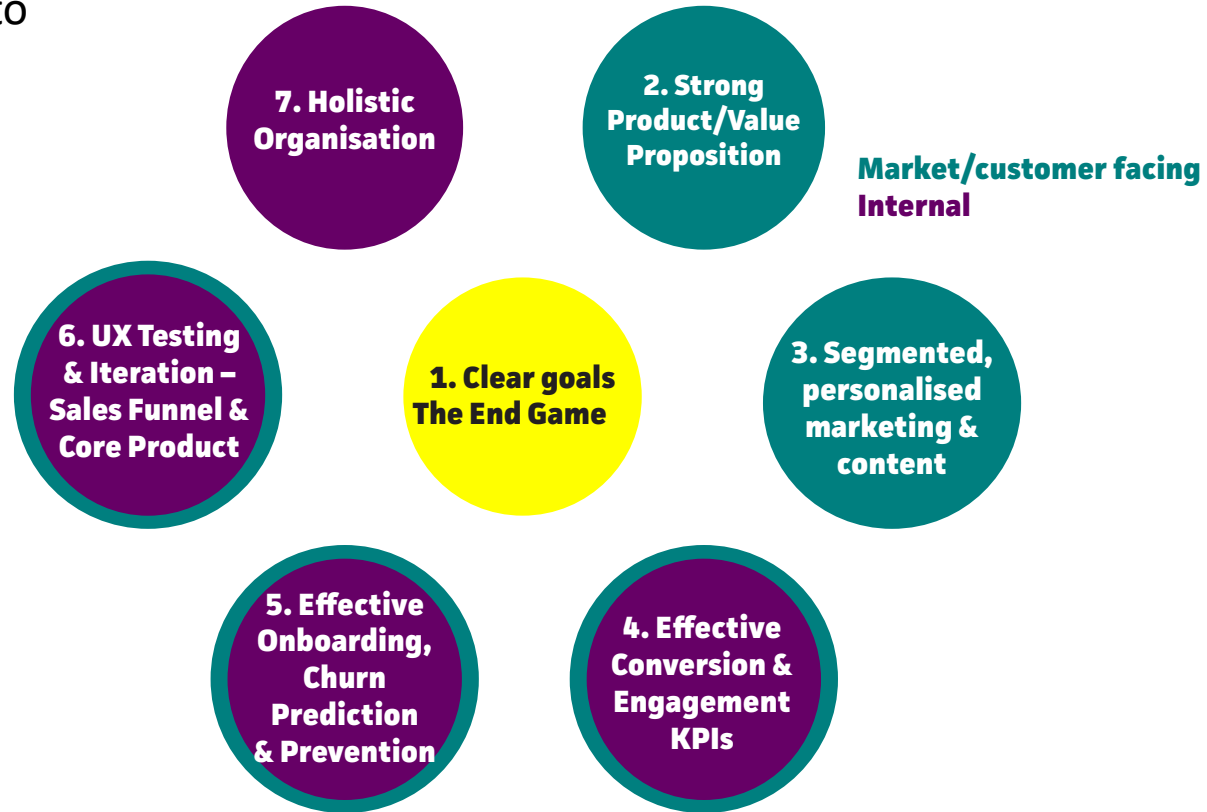 to
7. Holistic
Organisation
2. Strong
Product/Value
Proposition
Market/customer facing
Internal
6. UX Testing
& Iteration –
Sales Funnel &
Core Product
1. Clear goals
The End Game
3. Segmented,
personalised
marketing &
content
5. Effective
Onboarding,
Churn
Prediction
& Prevention
4. Effective
Conversion &
Engagement
KPIs